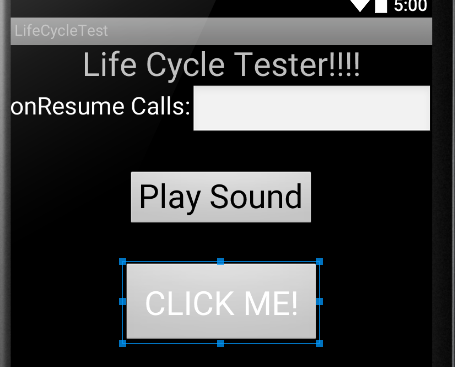 5:00
LifeCycleTest
Life Cycle Tester!!!!
onResume Calls:
Play Sound
CLICK ME!